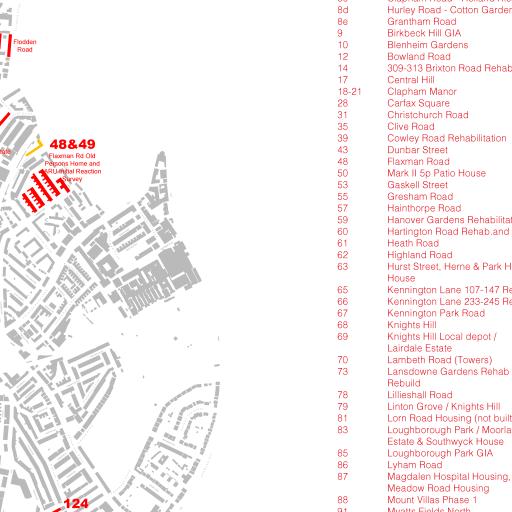 Flodden
Road
48&49
Flaxman Rd Old
Persons Home and
ARU Initial Reaction
Survey
124
8d Hurley Road - Cotton Garden
8e Grantham Road
9 Birkbeck Hill GIA
10 Blenheim Gardens
12 Bowland Road
14 309-313 Brixton Road Rehab
17 Central Hill
18-21 Clapham Manor
28 Carfax Square
31 Christchurch Road
35 Clive Road
39 Cowley Road Rehabilitation
43 Dunbar Street
48 Flaxman Road
50 Mark II 5p Patio House
53 Gaskell Street
55 Gresham Road
57 Hainthorpe Road
59 Hanover Gardens Rehabilitat
60 Hartington Road Rehab.and
61 Heath Road
62 Highland Road
63 Hurst Street, Herne & Park H
House
65 Kennington Lane 107-147 Re
66 Kennington Lane 233-245 Re
67 Kennington Park Road
68 Knights Hill
69 Knights Hill Local depot /
Lairdale Estate
70 Lambeth Road (Towers)
73 Lansdowne Gardens Rehab
Rebuild
78 Lillieshall Road
79 Linton Grove / Knights Hill
81 Lorn Road Housing (not built
83 Loughborough Park / Moorla
Estate & Southwyck House
85 Loughborough Park GIA
86 Lyham Road
87 Magdalen Hospital Housing,
Meadow Road Housing
88 Mount Villas Phase 1
91 Myatts Fields North